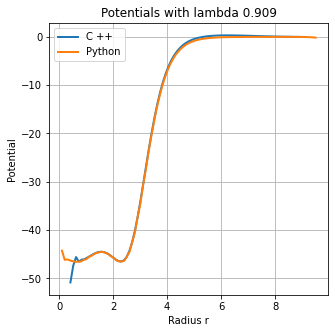 Potentials with lambda 0.909
C ++
Python
0
−10
−20
−30
−40
−50
Potential
0
2
4
6
8
Radius r